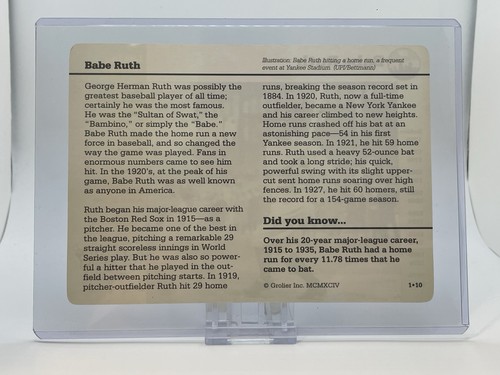 Babe Ruth
Illustration: Babe Ruth hitting a home run, a frequent
event at Yankee Stadium. (UPI/Bettmann)
George Herman Ruth was possibly the
greatest baseball player of all time;
certainly he was the most famous.
He was the “Sultan of Swat,” the
“Bambino,” or simply the “Babe.”
Babe Ruth made the home run a new
force in baseball, and so changed the
way the game was played. Fans in
enormous numbers came to see him
hit. In the 1920's, at the peak of his
game, Babe Ruth was as well known
as anyone in America.
Ruth began his major-league career with
the Boston Red Sox in 1915—as a
pitcher. He became one of the best in
the league, pitching a remarkable 29
straight scoreless innings in World
Series play. But he was also so power-
ful a hitter that he played in the out-
field between pitching starts. In 1919,
pitcher-outfielder Ruth hit 29 home
runs, breaking the season record set in
1884. In 1920, Ruth, now a full-time
outfielder, became a New York Yankee
and his career climbed to new heights.
Home runs crashed off his bat at an
astonishing pace—54 in his first
Yankee season. In 1921, he hit 59 home
runs. Ruth used a heavy 52-ounce bat
and took a long stride; his quick,
powerful swing with its slight upper-
cut sent home runs soaring over high
fences. In 1927, he hit 60 homers, still
the record for a 154-game season.
Did you know...
Over his 20-year major-league career,
1915 to 1935, Babe Ruth had a home
run for every 11.78 times that he
came to bat.
© Grolier Inc. MCMXCIV
1•10